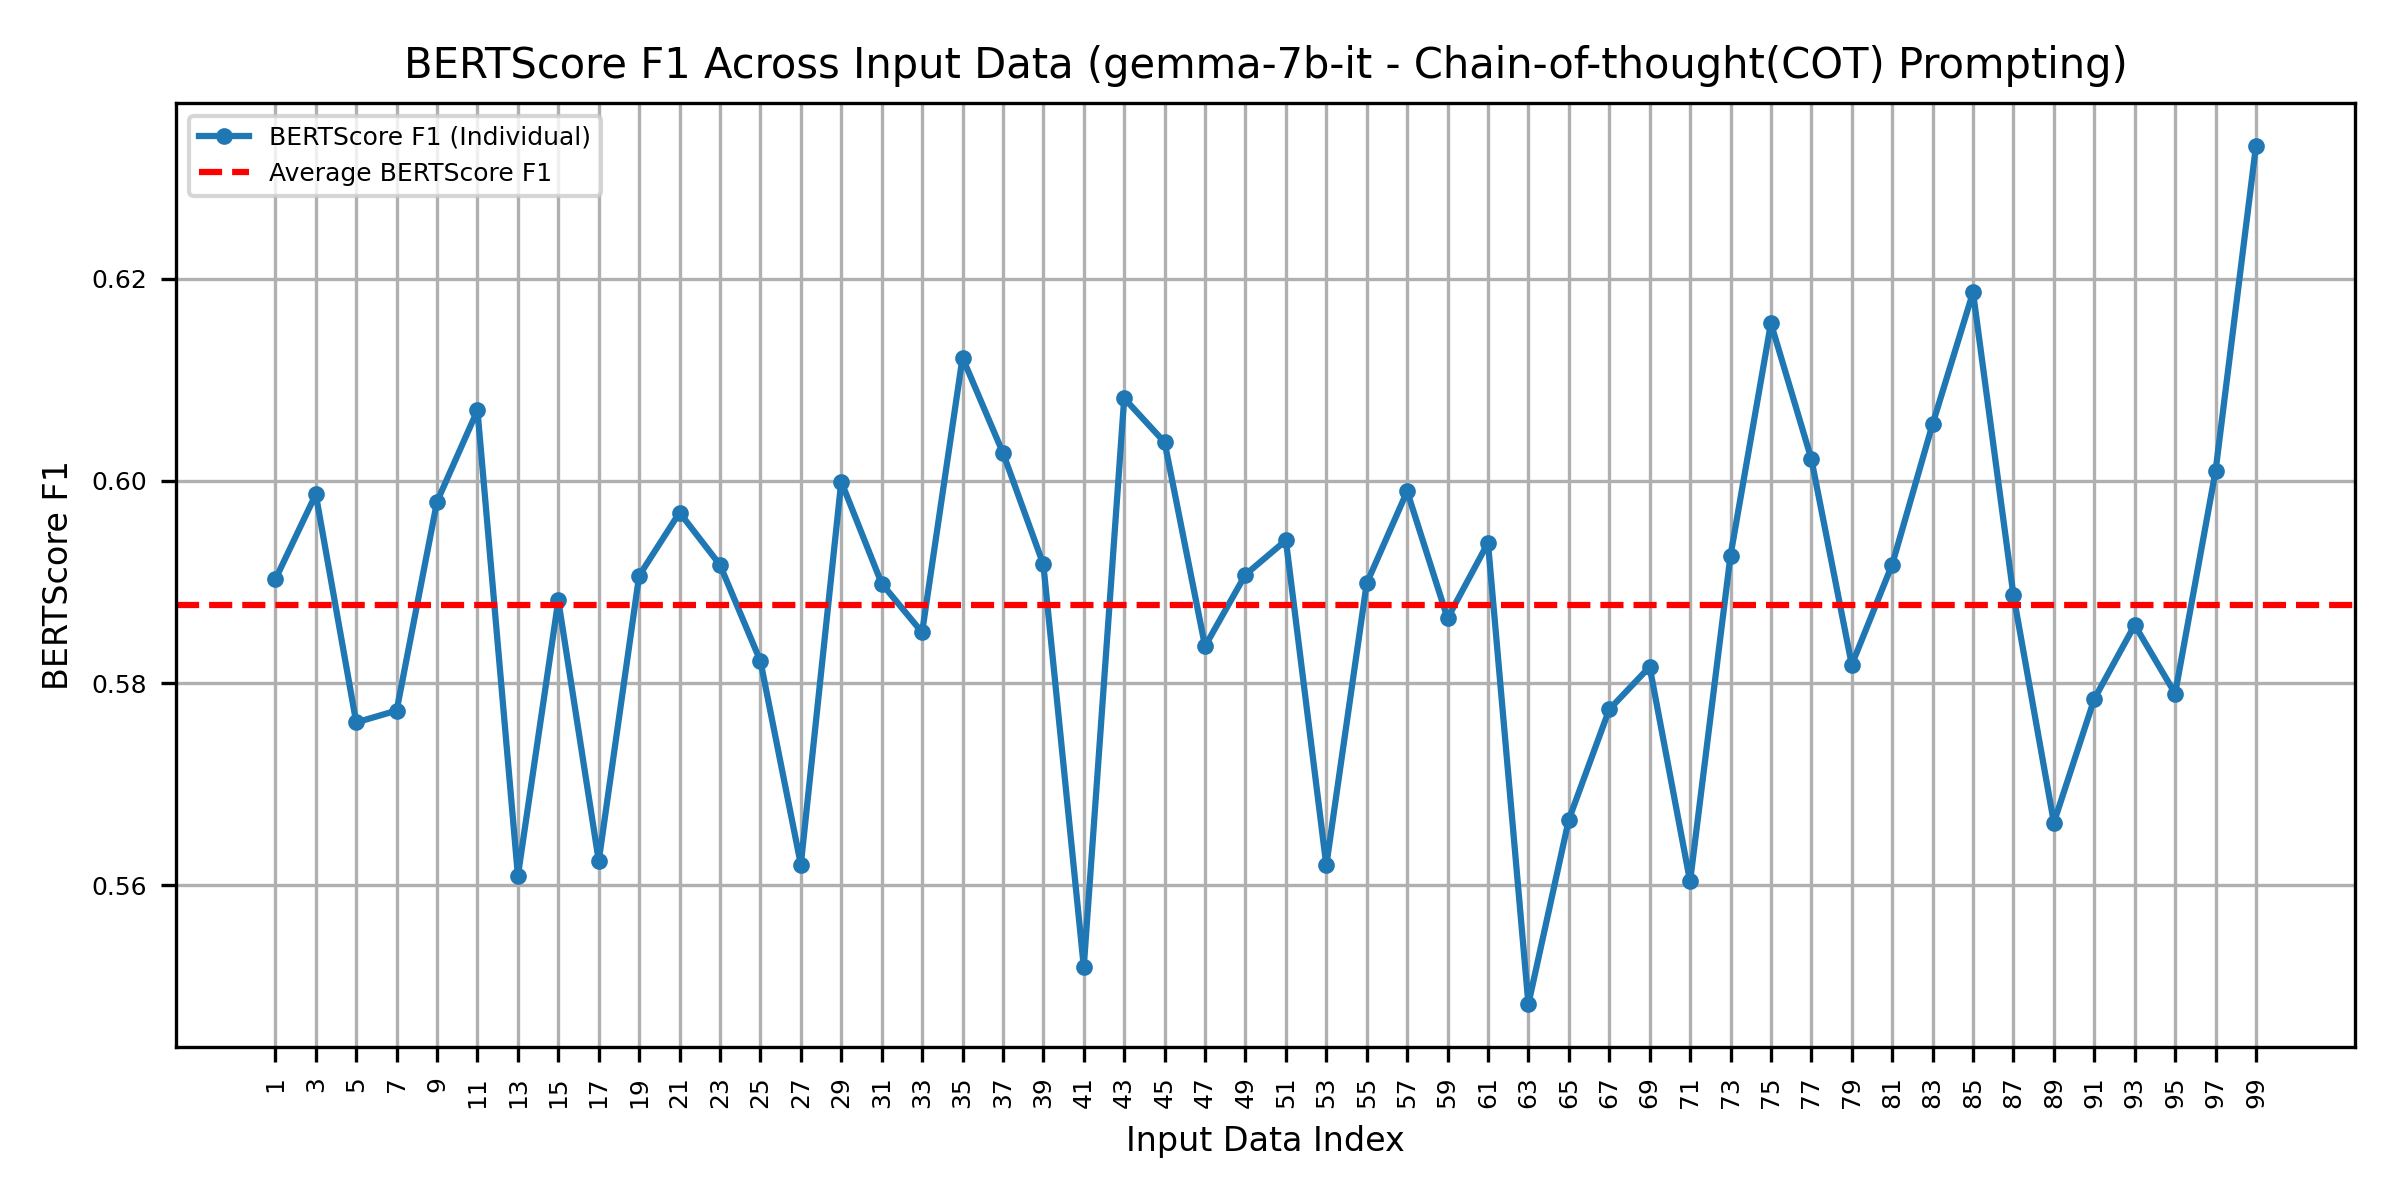 BERTScore F1 Across Input Data (gemma-7b-it - Chain-of-thought(COT) Prompting)
BERTScore F1 (Individual)
Average BERTScore F1
BERTScore F1
0.62
0.60
0.58
0.56
1 3 5 7 9 11 13 15 17 19 21 23 25 27 29 31 33 35 37 39 41 43 45 47 49 51 53 55 57 59 61 63 65 67 69 71 73 75 77 79 81 83 85 87 89 91 93 95 97 99
Input Data Index